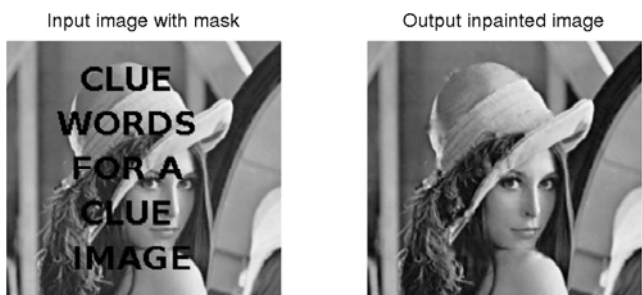 Input image with mask
Output inpainted image
CLUE
WORDS
FOR A
CLUE
IMAGE